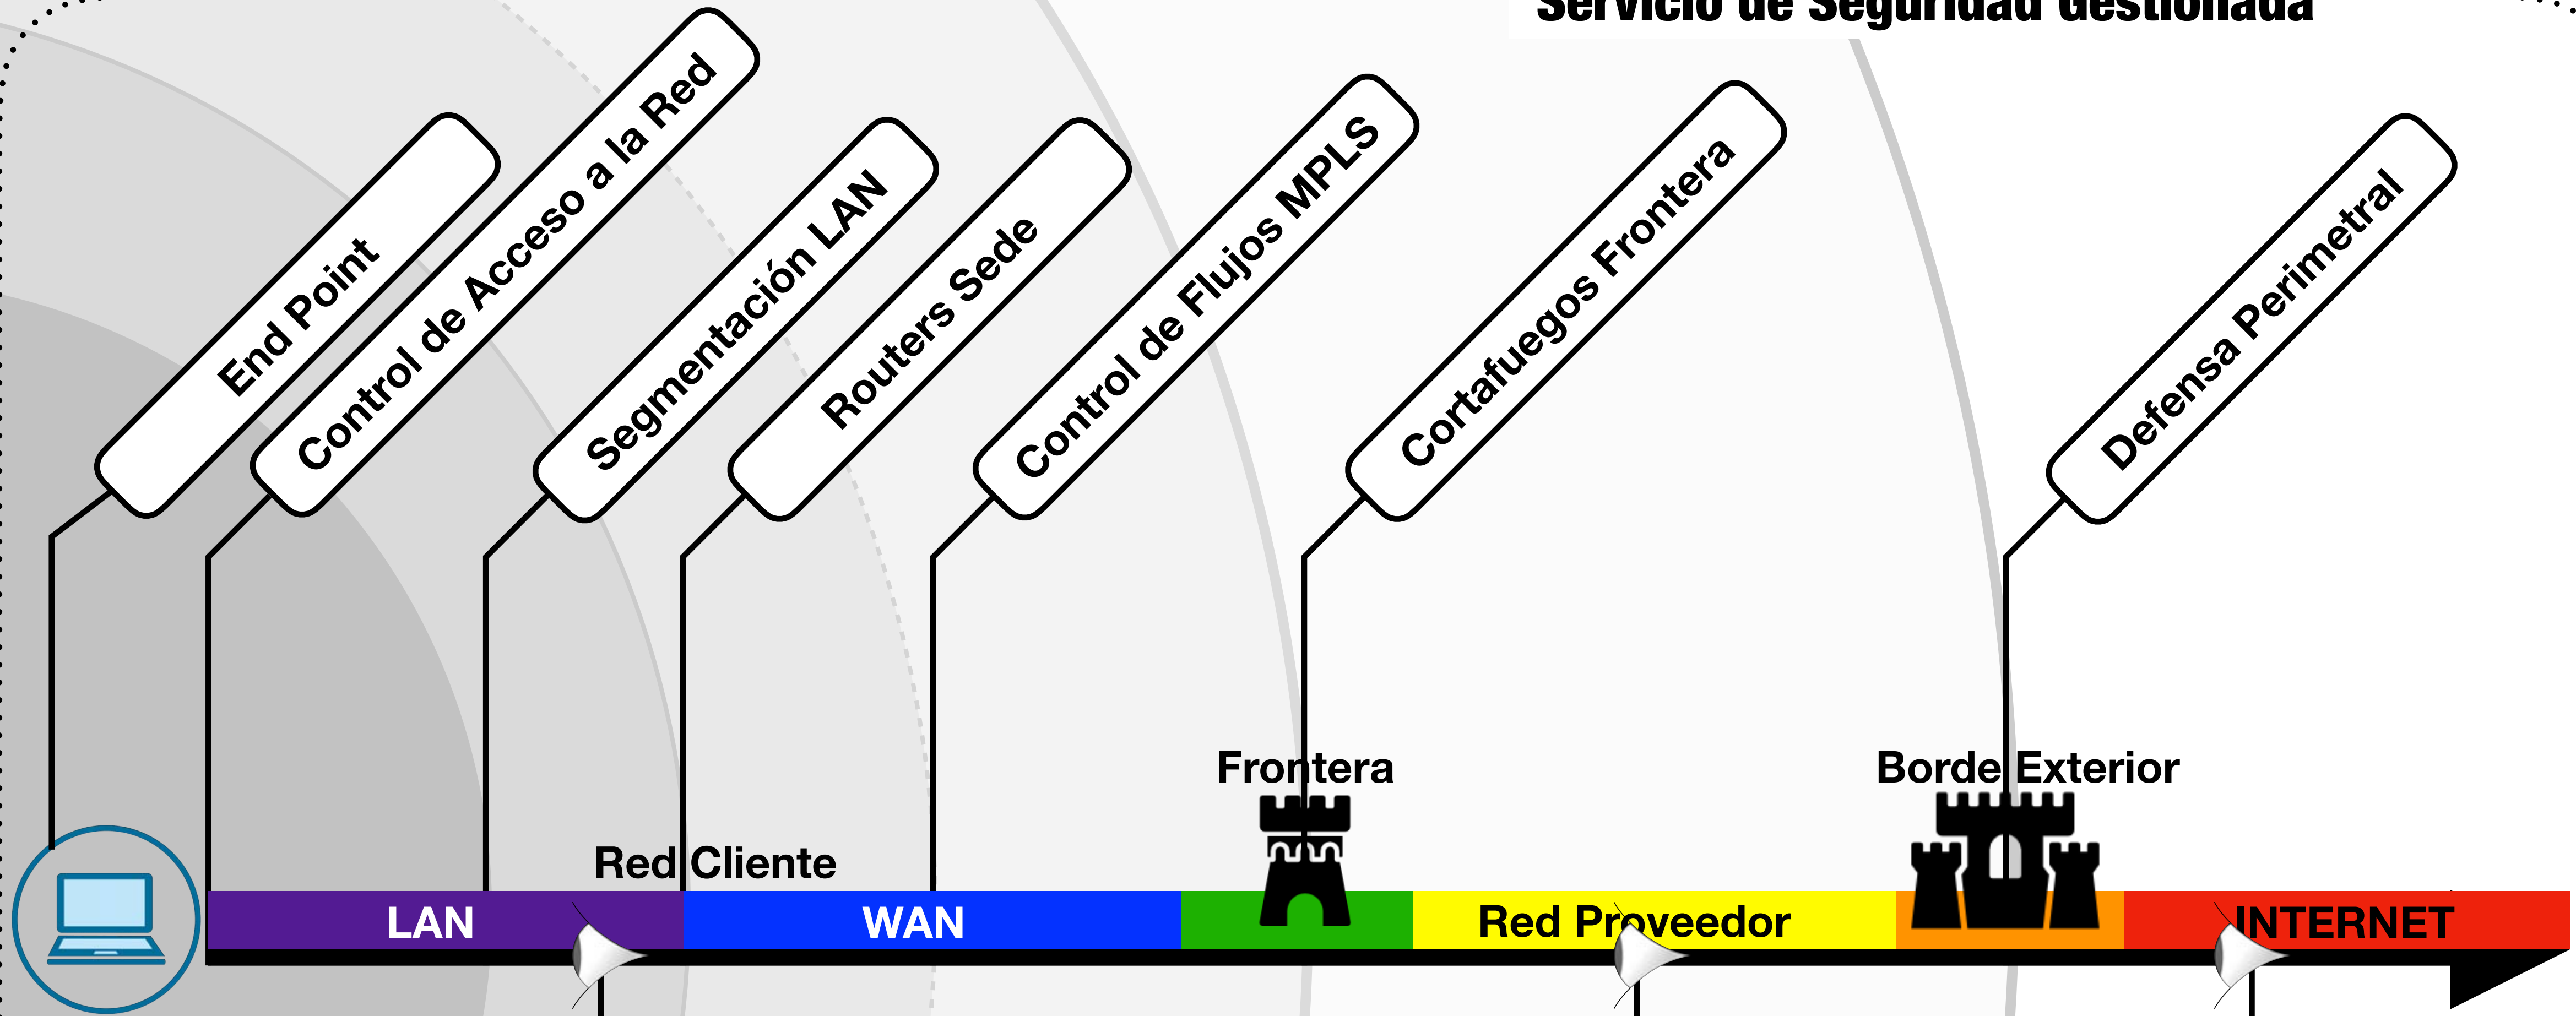 Servicio de Seguridad Gestionada
End Point
Control de Acceso a la Red
Segmentación LAN
Routers Sede
Control de Flujos MPLS
Cortafuegos Frontera
Defensa Perimetral
Frontera
Borde Exterior
Red Cliente
LAN
WAN
Red Proveedor
INTERNET